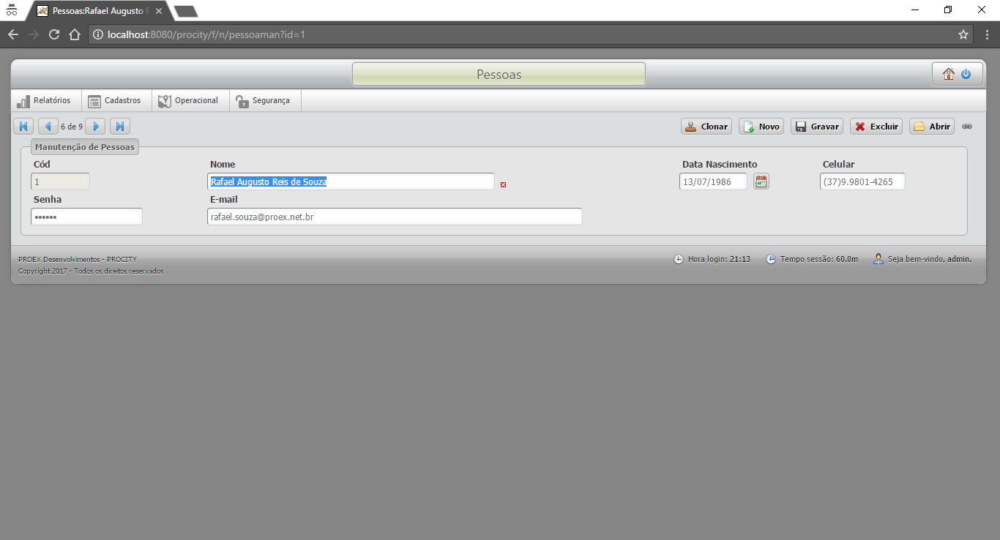 Pessoas:Rafael Augusto
localhost:8080/procity/f/n/pessoaman?id=1
Pessoas
Relatórios Cadastros Operacional Segurança
6 de 9 Clonar Novo Gravar Excluir Abrir
Manutenção de Pessoas
Cód Nome Data Nascimento Celular
1 Rafael Augusto Reis de Souza 13/07/1986 (37)9.9801-4265
Senha E-mail
•••••• rafael.souza@proex.net.br
PROEX Desenvolvimentos - PROCITY Hora login: 21:13 Tempo sessão: 60.0m Seja bem-vindo, admin.
Copyright 2017 - Todos os direitos reservados